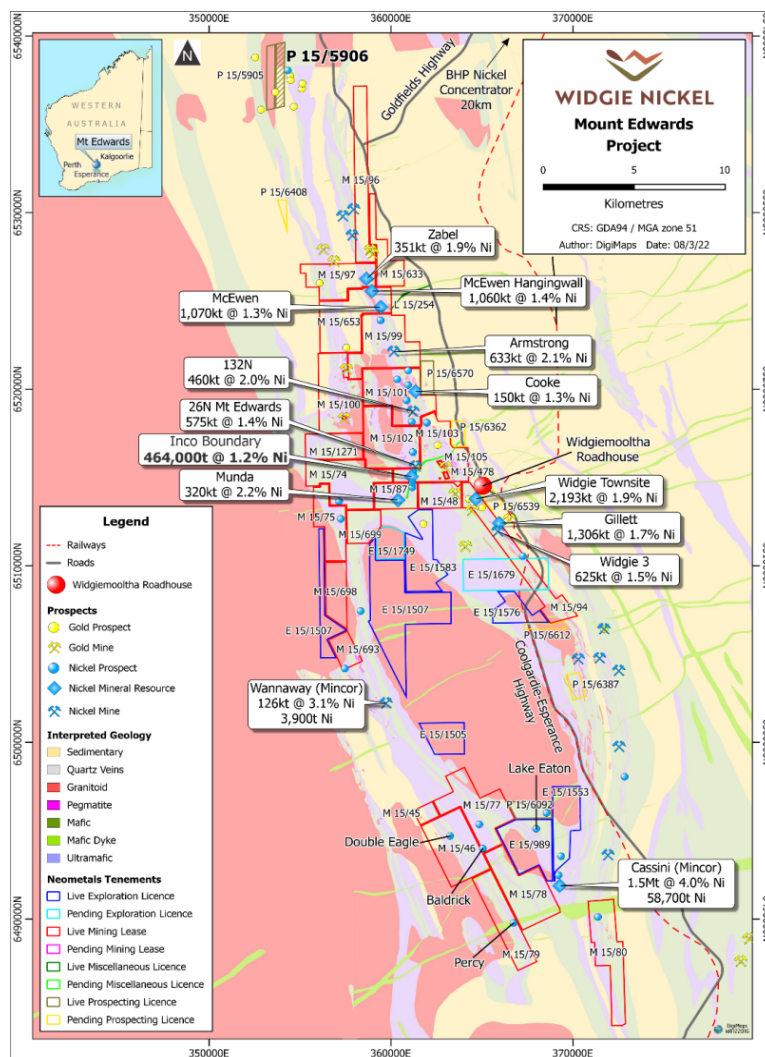 350000E
360000E
370000E
6540000N
P 15/5906
P 15/5905
N
WESTERN
AUSTRALIA
Mt Edwards
Kalgoorlie
Perth
Esperance
Goldfields Highway
BHP Nickel
Concentrator
20km
WIDGIE NICKEL
Mount Edwards
Project
0
5
10
Kilometres
CRS: GDA94 / MGA zone 51
Author: DigiMaps Date: 08/3/22
M 15/96
P 15/6408
6530000N
Zabel
351kt @ 1.9% Ni
M 15/97
M 15/633
McEwen Hangingwall
1,060kt @ 1.4% Ni
McEwen
1,070kt @ 1.3% Ni
L 15/254
M 15/653
M 15/99
Armstrong
633kt @ 2.1% Ni
132N
460kt @ 2.0% Ni
P 15/6570
6520000N
Cooke
150kt @ 1.3% Ni
M 15/101
M 15/100
26N Mt Edwards
575kt @ 1.4% Ni
M 15/102
M 15/103
P 15/6362
Inco Boundary
464,000t @ 1.2% Ni
M 15/1271
M 15/105
Widgiemooltha
Roadhouse
M 15/74
M 15/478
Munda
320kt @ 2.2% Ni
M 15/87
M 15/48
Widgie Townsite
2,193kt @ 1.9% Ni
P 15/6539
M 15/75
Gillett
1,306kt @ 1.7% Ni
M 15/699
E 15/1749
Widgie 3
625kt @ 1.5% Ni
E 15/1583
6510000N
E 15/1679
M 15/698
E 15/1507
E 15/1507
E 15/1576
M 15/94
P 15/6612
M 15/693
Coolgardie-Esperance
Highway
P 15/6387
Wannaway (Mincor)
126kt @ 3.1% Ni
3,900t Ni
E 15/1505
6500000N
Lake Eaton
E 15/1553
M 15/45
M 15/77
P 15/6092
Double Eagle
M 15/46
E 15/989
Cassini (Mincor)
1.5Mt @ 4.0% Ni
58,700t Ni
M 15/78
Baldrick
6490000N
Percy
M 15/79
M 15/80
Legend
Railways
Roads
Widgiemooltha Roadhouse
Prospects
Gold Prospect
Gold Mine
Nickel Prospect
Nickel Mineral Resource
Nickel Mine
Interpreted Geology
Sedimentary
Quartz Veins
Granitoid
Pegmatite
Mafic
Mafic Dyke
Ultramafic
Neometals Tenements
Live Exploration Licence
Pending Exploration Licence
Live Mining Lease
Pending Mining Lease
Live Miscellaneous Licence
Pending Miscellaneous Licence
Live Prospecting Licence
Pending Prospecting Licence
DigiMaps
350000E
360000E
370000E